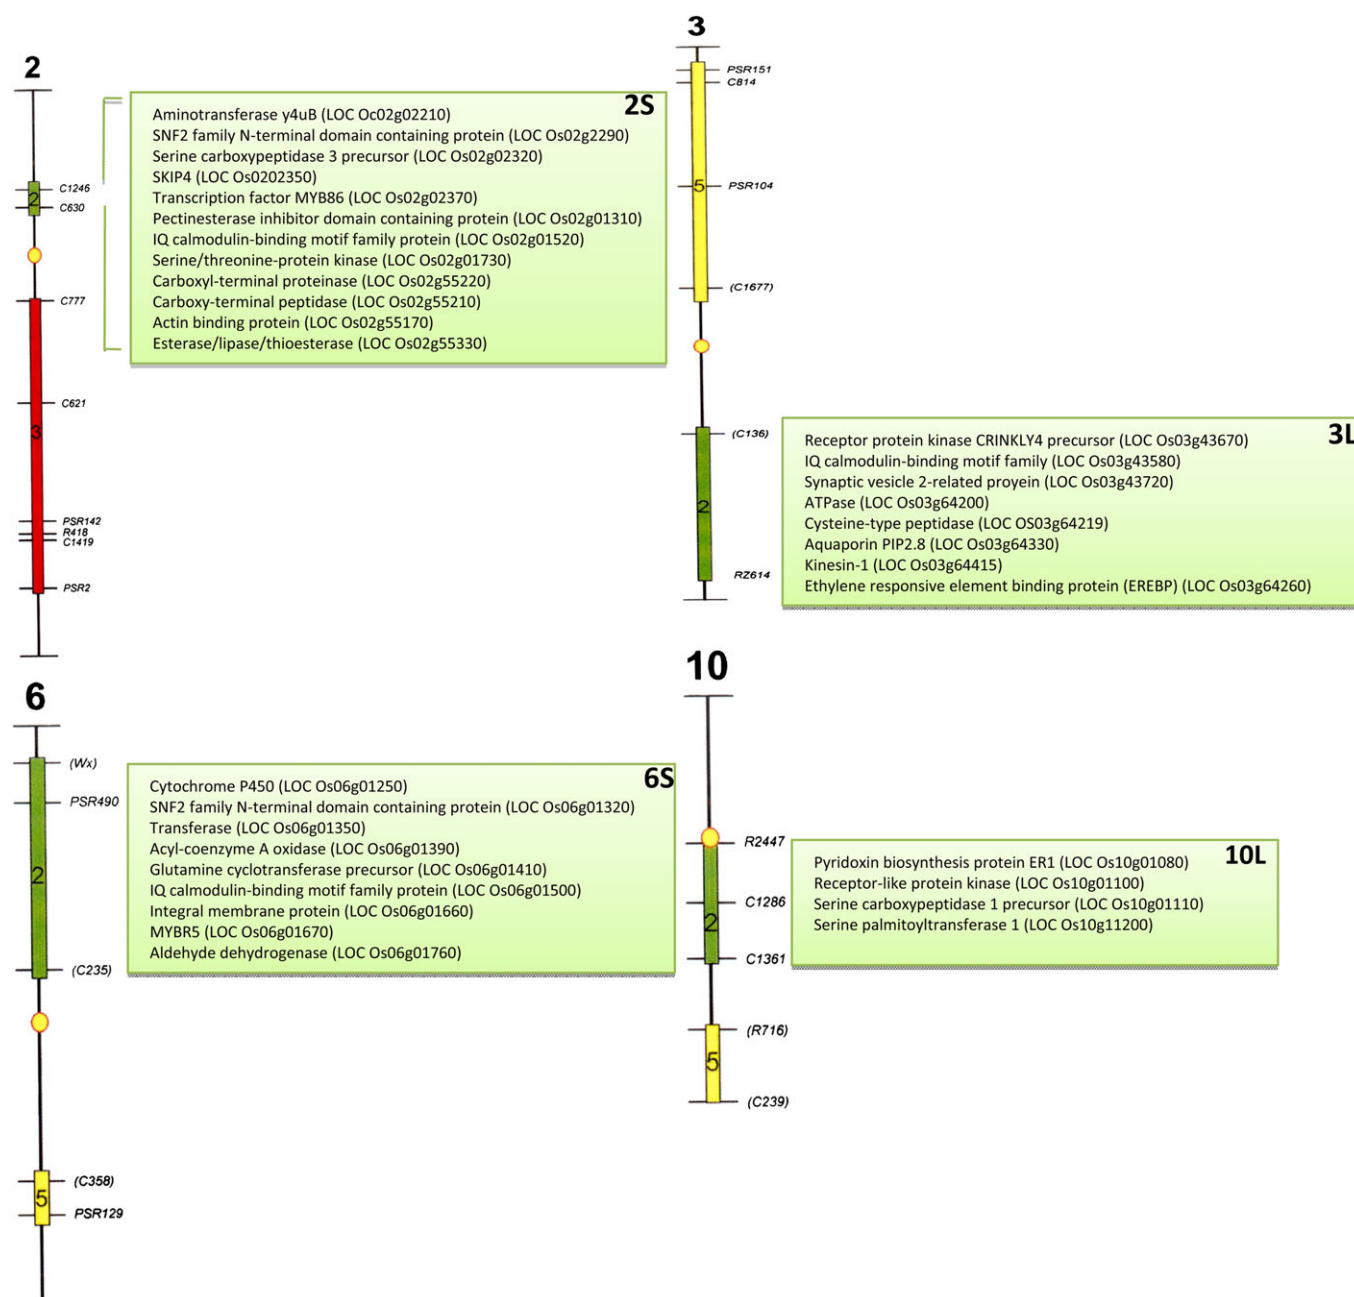 2
C1246
2
C630
C777
C621
3
PSR142
R418
C1419
PSR2
2S
Aminotransferase y4uB (LOC Oc02g02210)
SNF2 family N-terminal domain containing protein (LOC Os02g2290)
Serine carboxypeptidase 3 precursor (LOC Os02g02320)
SKIP4 (LOC Os0202350)
Transcription factor MYB86 (LOC Os02g02370)
Pectinesterase inhibitor domain containing protein (LOC Os02g01310)
IQ calmodulin-binding motif family protein (LOC Os02g01520)
Serine/threonine-protein kinase (LOC Os02g01730)
Carboxyl-terminal proteinase (LOC Os02g55220)
Carboxy-terminal peptidase (LOC Os02g55210)
Actin binding protein (LOC Os02g55170)
Esterase/lipase/thioesterase (LOC Os02g55330)
3
PSR151
C814
5
PSR104
(C1677)
(C136)
2
RZ614
3L
Receptor protein kinase CRINKLY4 precursor (LOC Os03g43670)
IQ calmodulin-binding motif family (LOC Os03g43580)
Synaptic vesicle 2-related proyein (LOC Os03g43720)
ATPase (LOC Os03g64200)
Cysteine-type peptidase (LOC OS03g64219)
Aquaporin PIP2.8 (LOC Os03g64330)
Kinesin-1 (LOC Os03g64415)
Ethylene responsive element binding protein (EREBP) (LOC Os03g64260)
6
(Wx)
PSR490
2
(C235)
(C358)
5
PSR129
6S
Cytochrome P450 (LOC Os06g01250)
SNF2 family N-terminal domain containing protein (LOC Os06g01320)
Transferase (LOC Os06g01350)
Acyl-coenzyme A oxidase (LOC Os06g01390)
Glutamine cyclotransferase precursor (LOC Os06g01410)
IQ calmodulin-binding motif family protein (LOC Os06g01500)
Integral membrane protein (LOC Os06g01660)
MYBR5 (LOC Os06g01670)
Aldehyde dehydrogenase (LOC Os06g01760)
10
R2447
C1286
2
C1361
(R716)
5
(C239)
10L
Pyridoxin biosynthesis protein ER1 (LOC Os10g01080)
Receptor-like protein kinase (LOC Os10g01100)
Serine carboxypeptidase 1 precursor (LOC Os10g01110)
Serine palmitoyltransferase 1 (LOC Os10g11200)